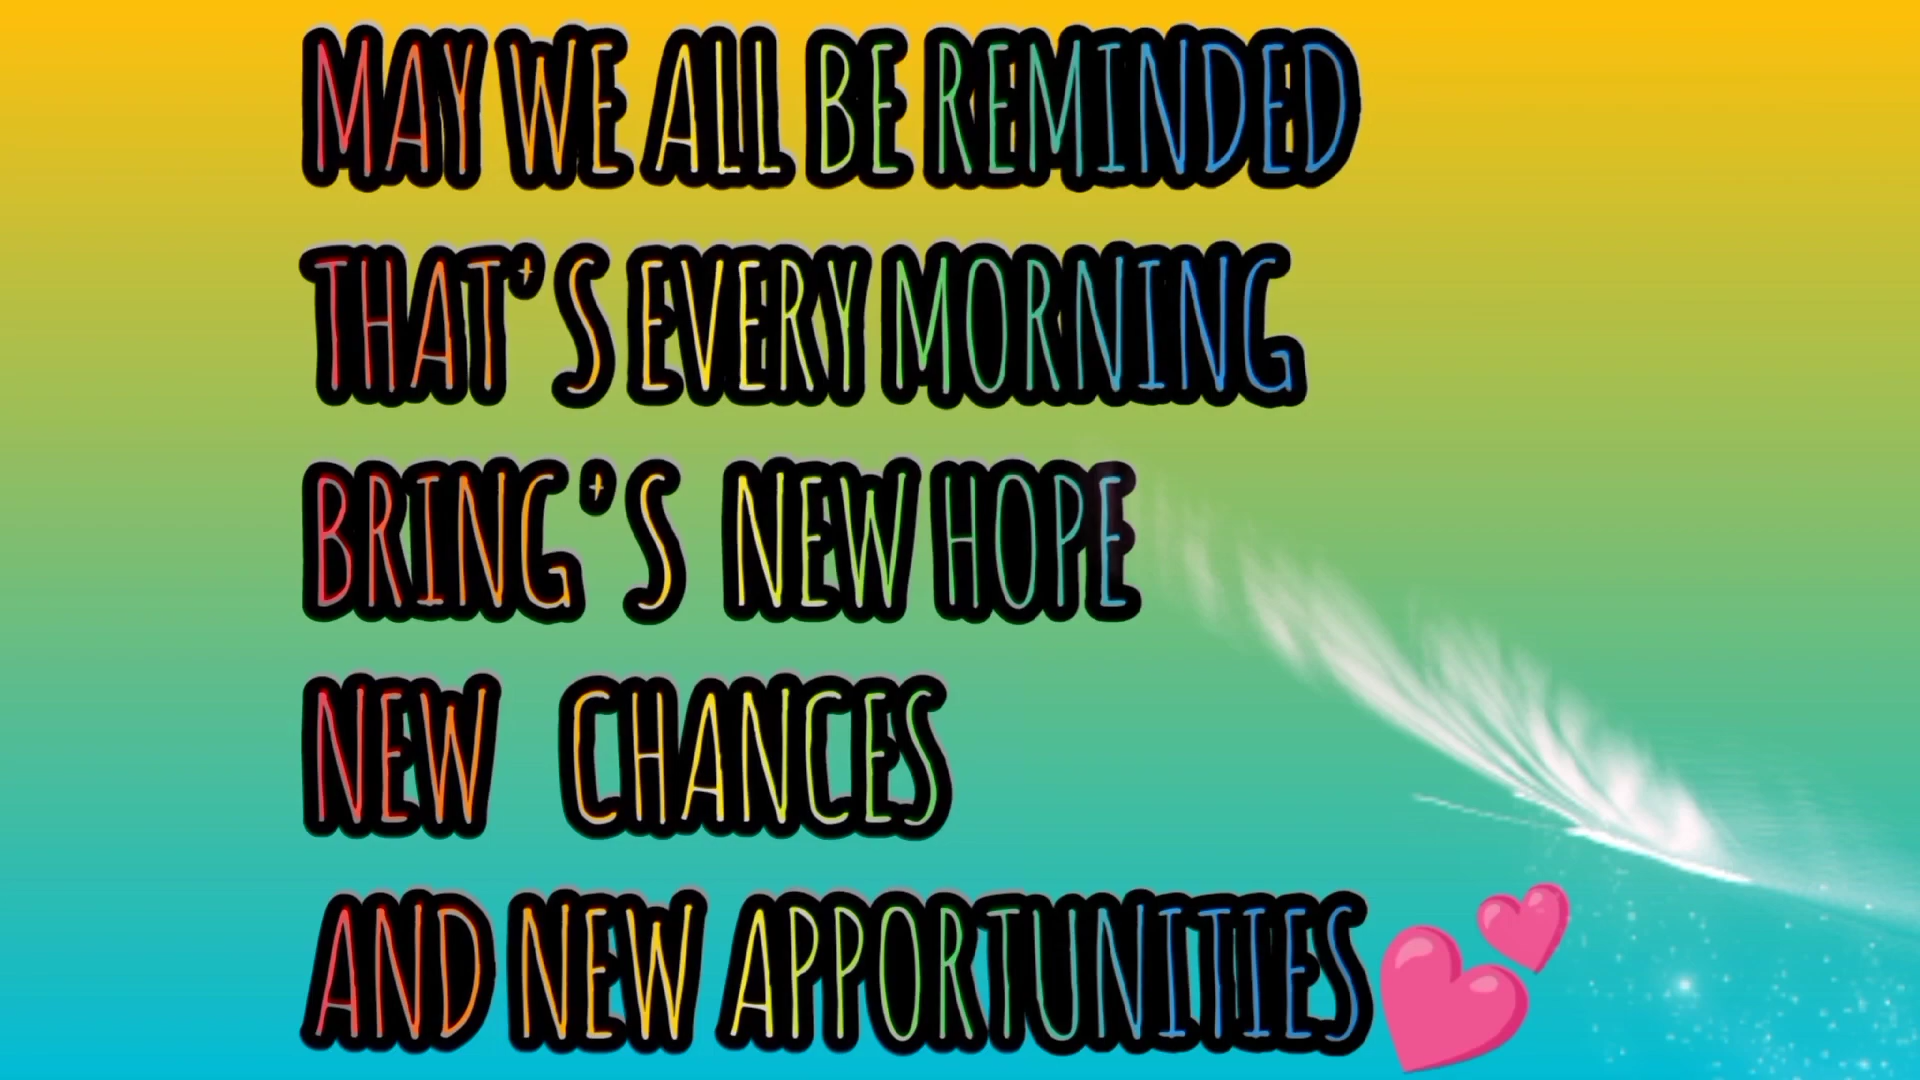 MAY WE ALL BE REMINDED
THAT'S EVERY MORNING
BRING'S NEW HOPE
NEW CHANCES
AND NEW APPORTUNITIES